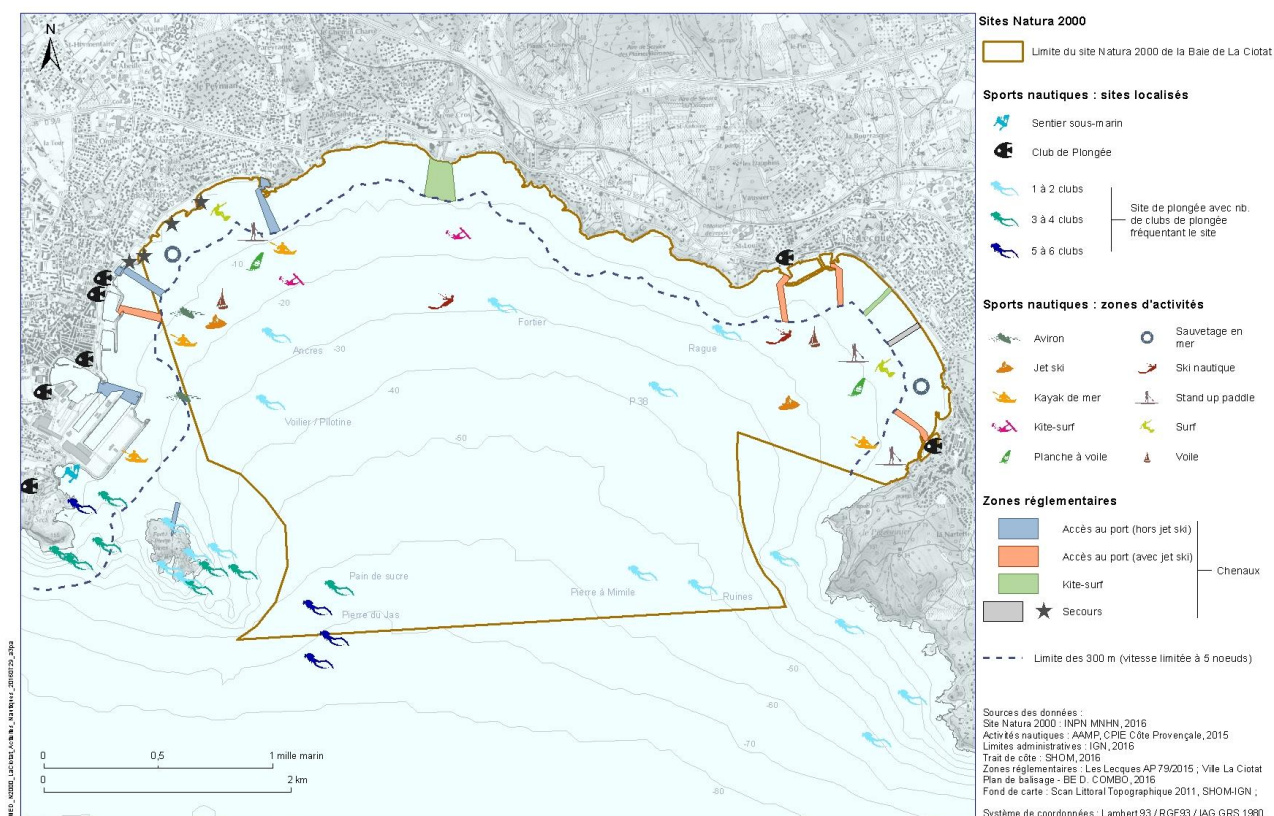 N
-10
-20
Fortier
Ancres
-30
Rague
-40
P 38
Voilier / Pilotine
-60
Pain de sucre
Pierre du Jas
Pierre à Mimile
Ruines
-50
-60
-70
-80
0 0,5 1 mille marin
0 2 km
Sites Natura 2000
Limite du site Natura 2000 de la Baie de La Ciotat
Sports nautiques : sites localisés
Sentier sous-marin
Club de Plongée
1 à 2 clubs
3 à 4 clubs
5 à 6 clubs
Site de plongée avec nb.
de clubs de plongée
fréquentant le site
Sports nautiques : zones d'activités
Aviron
Sauvetage en
mer
Jet ski
Ski nautique
Kayak de mer
Stand up paddle
Kite-surf
Surf
Planche à voile
Voile
Zones réglementaires
Accès au port (hors jet ski)
Accès au port (avec jet ski)
Chenaux
Kite-surf
Secours
Limite des 300 m (vitesse limitée à 5 noeuds)
Sources des données :
Site Natura 2000 : INPN MNHN, 2016
Activités nautiques : AAMP, CPIE Côte Provençale, 2015
Limites administratives : IGN, 2016
Trait de côte : SHOM, 2016
Zones réglementaires : Les Lecques AP 79/2015 ; Ville La Ciotat
Plan de balisage - BE D. COMBO, 2016
Fond de carte : Scan Littoral Topographique 2011, SHOM-IGN ;
Système de coordonnées : Lambert 93 / RGF93 / IAG GRS 1980